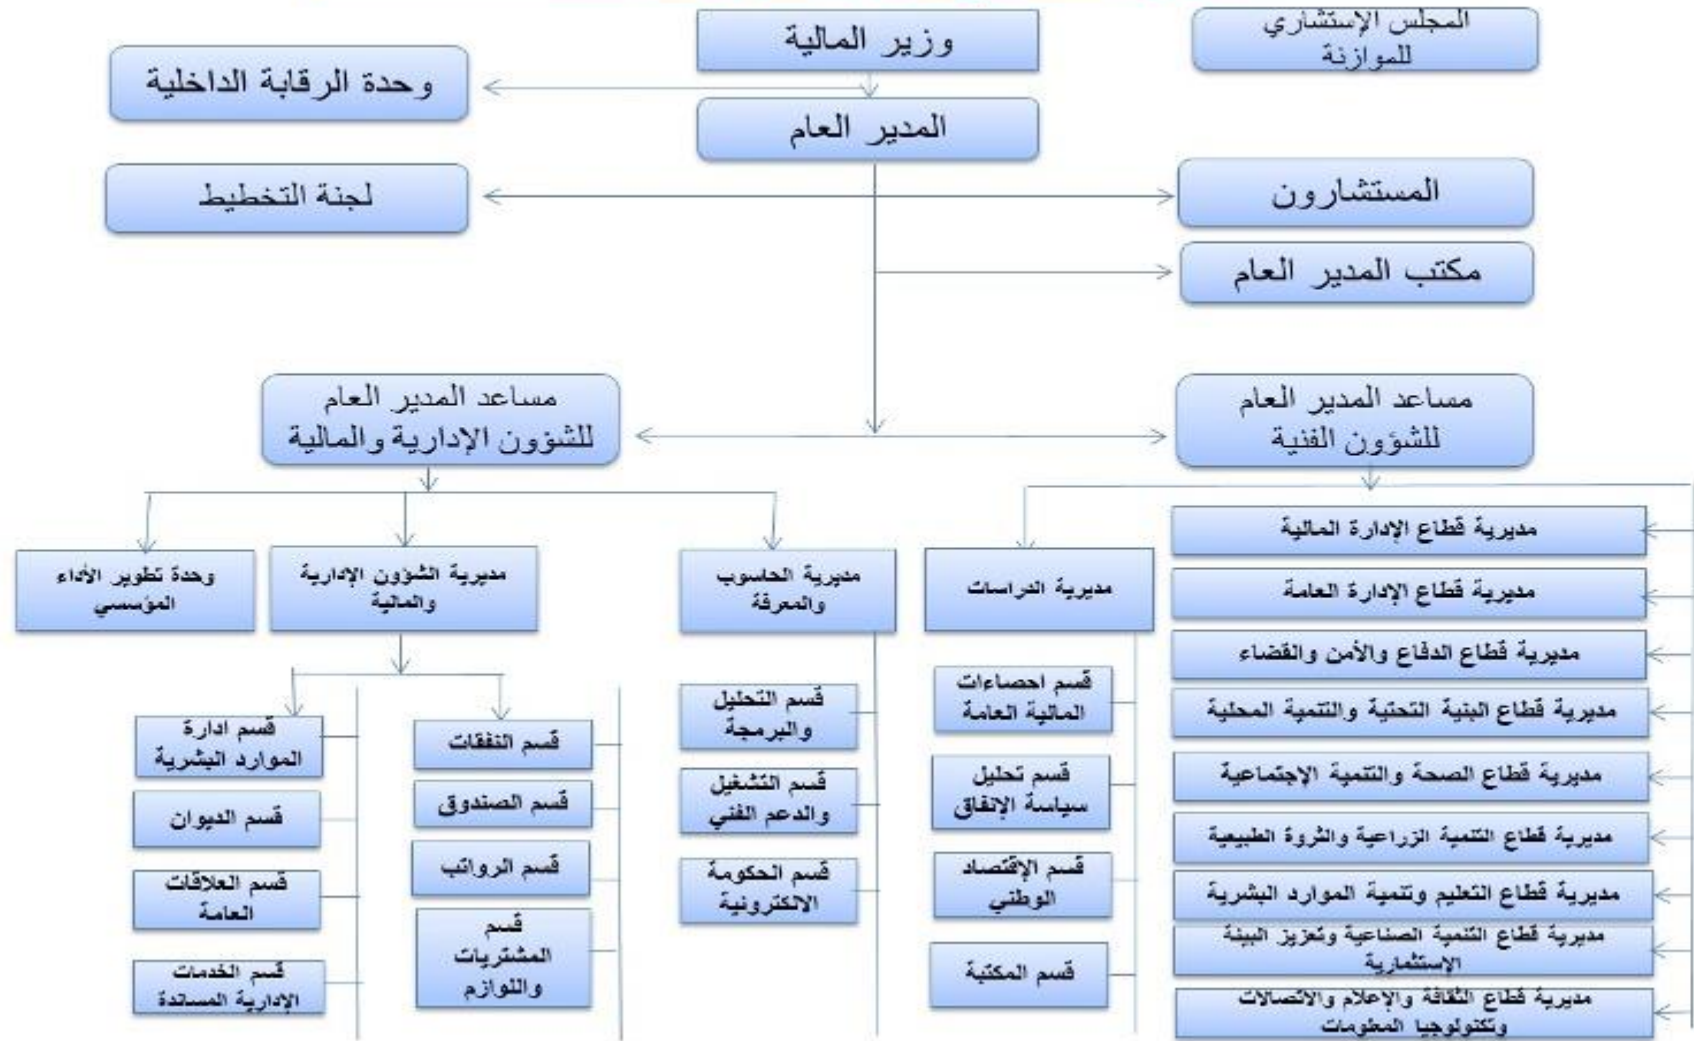 المجلس الإستشاري
للموازنة
وزير المالية
وحدة الرقابة الداخلية
المدير العام
المستشارون
لجنة التخطيط
مكتب المدير العام
مساعد المدير العام
للشؤون الفنية
مساعد المدير العام
للشؤون الإدارية والمالية
مديرية قطاع الإدارة المالية
مديرية قطاع الإدارة العامة
مديرية قطاع الدفاع والأمن والقضاء
مديرية قطاع البنية التحتية والتنمية المحلية
مديرية قطاع الصحة والتنمية الإجتماعية
مديرية قطاع التنمية الزراعية والثروة الطبيعية
مديرية قطاع التعليم وتنمية الموارد البشرية
مديرية قطاع التنمية الصناعية وتعزيز البيئة
الإستثمارية
مديرية قطاع الثقافة والإعلام والاتصالات
وتكنولوجيا المعلومات
مديرية الدراسات
قسم احصاءات
المالية العامة
قسم تحليل
سياسة الإنفاق
قسم الإقتصاد
الوطني
قسم المكتبة
مديرية الحاسوب
والمعرفة
قسم التحليل
والبرمجة
قسم التشغيل
والدعم الفني
قسم الحكومة
الالكترونية
مديرية الشؤون الإدارية
والمالية
قسم النفقات
قسم الصندوق
قسم الرواتب
قسم
المشتريات
واللوازم
قسم ادارة
الموارد البشرية
قسم الديوان
قسم العلاقات
العامة
قسم الخدمات
الإدارية المساندة
وحدة تطوير الأداء
المؤسسي